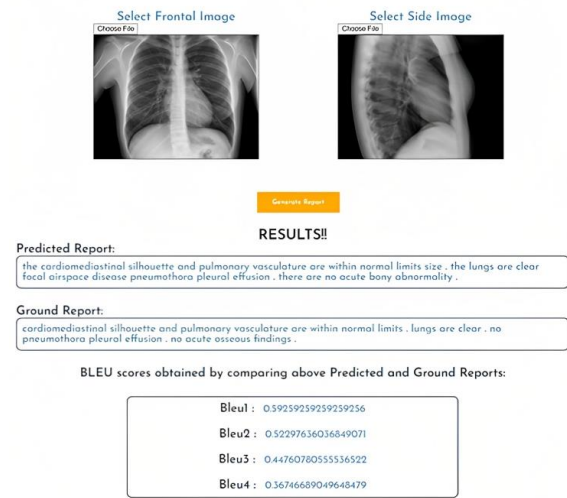 Select Frontal Image
Select Side Image
Choose File
Choose File
Generate Report
RESULTS!!
Predicted Report:
the cardiomediastinal silhouette and pulmonary vasculature are within normal limits size . the lungs are clear
focal airspace disease pneumothora pleural effusion . there are no acute bony abnormality .
Ground Report:
cardiomediastinal silhouette and pulmonary vasculature are within normal limits . lungs are clear . no
pneumothora pleural effusion . no acute osseous findings .
BLEU scores obtained by comparing above Predicted and Ground Reports:
Bleu1 : 0.59259259259259256
Bleu2 : 0.52297636036849071
Bleu3 : 0.44760780555536522
Bleu4 : 0.36746689049648479